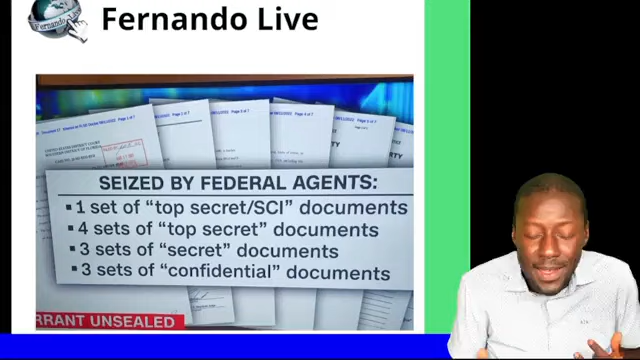 Fernando Live
SEIZED BY FEDERAL AGENTS:
▪ 1 set of “top secret/SCI” documents
▪ 4 sets of “top secret” documents
▪ 3 sets of “secret” documents
▪ 3 sets of “confidential” documents
RRANT UNSEALED